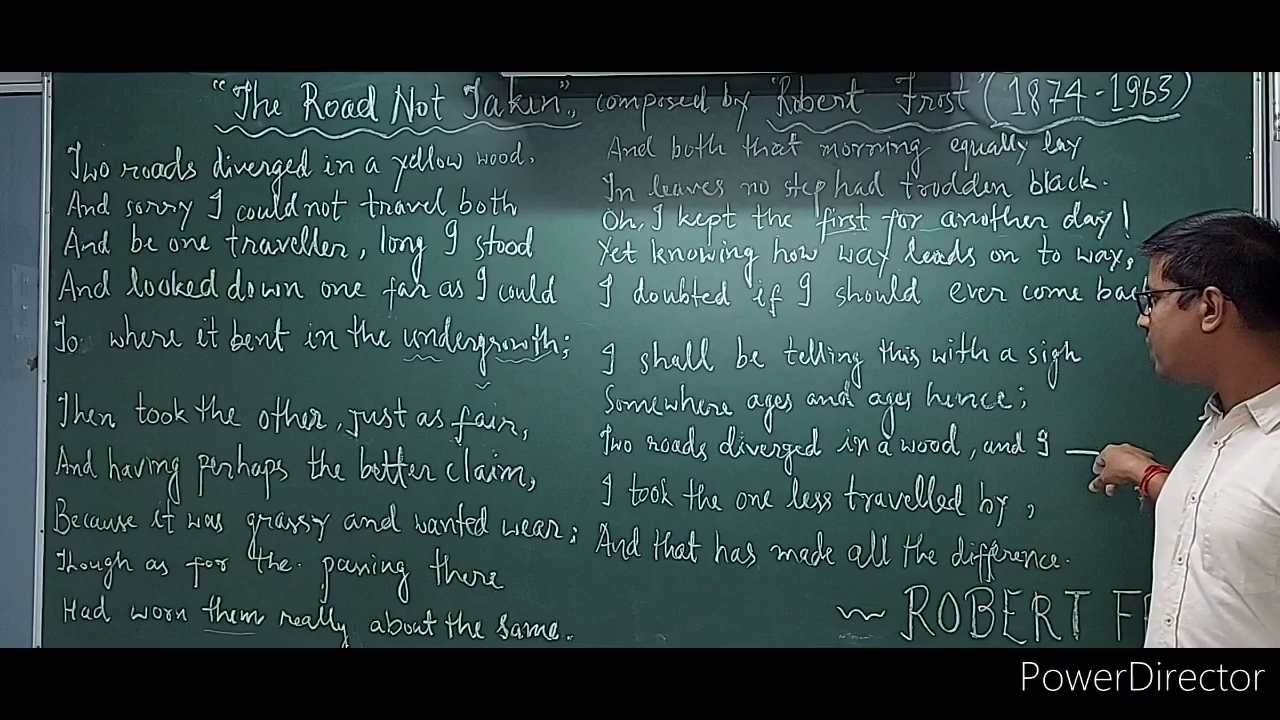 "The Road Not Taken", composed by "Robert Frost" (1874-1963)
Two roads diverged in a yellow wood,
And sorry I could not travel both
And be one traveller, long I stood
And looked down one far as I could
To where it bent in the undergrowth;
Then took the other, just as fair,
And having perhaps the better claim,
Because it was grassy and wanted wear;
Though as for the passing there
Had worn them really about the same.
And both that morning equally lay
In leaves no step had trodden black.
Oh, I kept the first for another day!
Yet knowing how way leads on to way,
I doubted if I should ever come bac
I shall be telling this with a sigh
Somewhere ages and ages hence;
Two roads diverged in a wood, and I —
I took the one less travelled by,
And that has made all the difference.
~ ROBERT F
PowerDirector